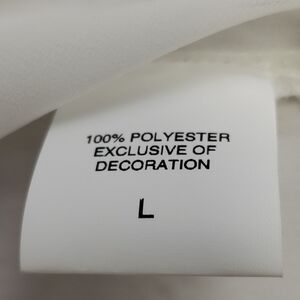 100% POLYESTER
EXCLUSIVE OF
DECORATION
L